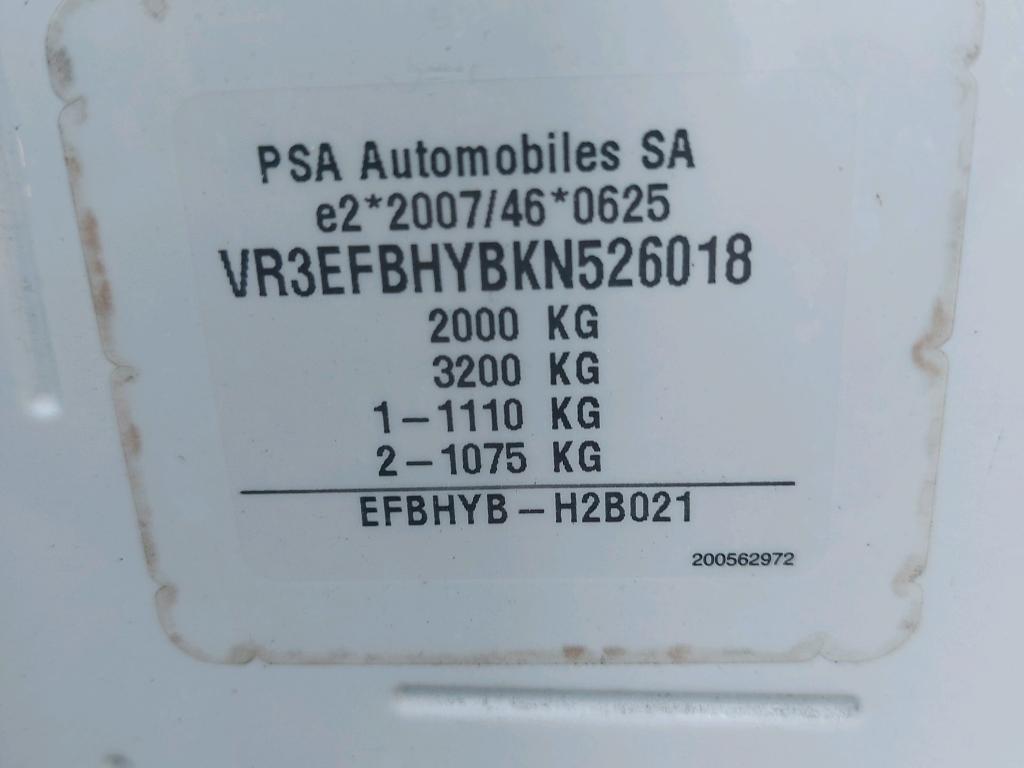 PSA Automobiles SA
e2*2007/46*0625
VR3EFBHYBKN526018
2000 KG
3200 KG
1-1110 KG
2-1075 KG
EFBHYB-H2B021
200562972